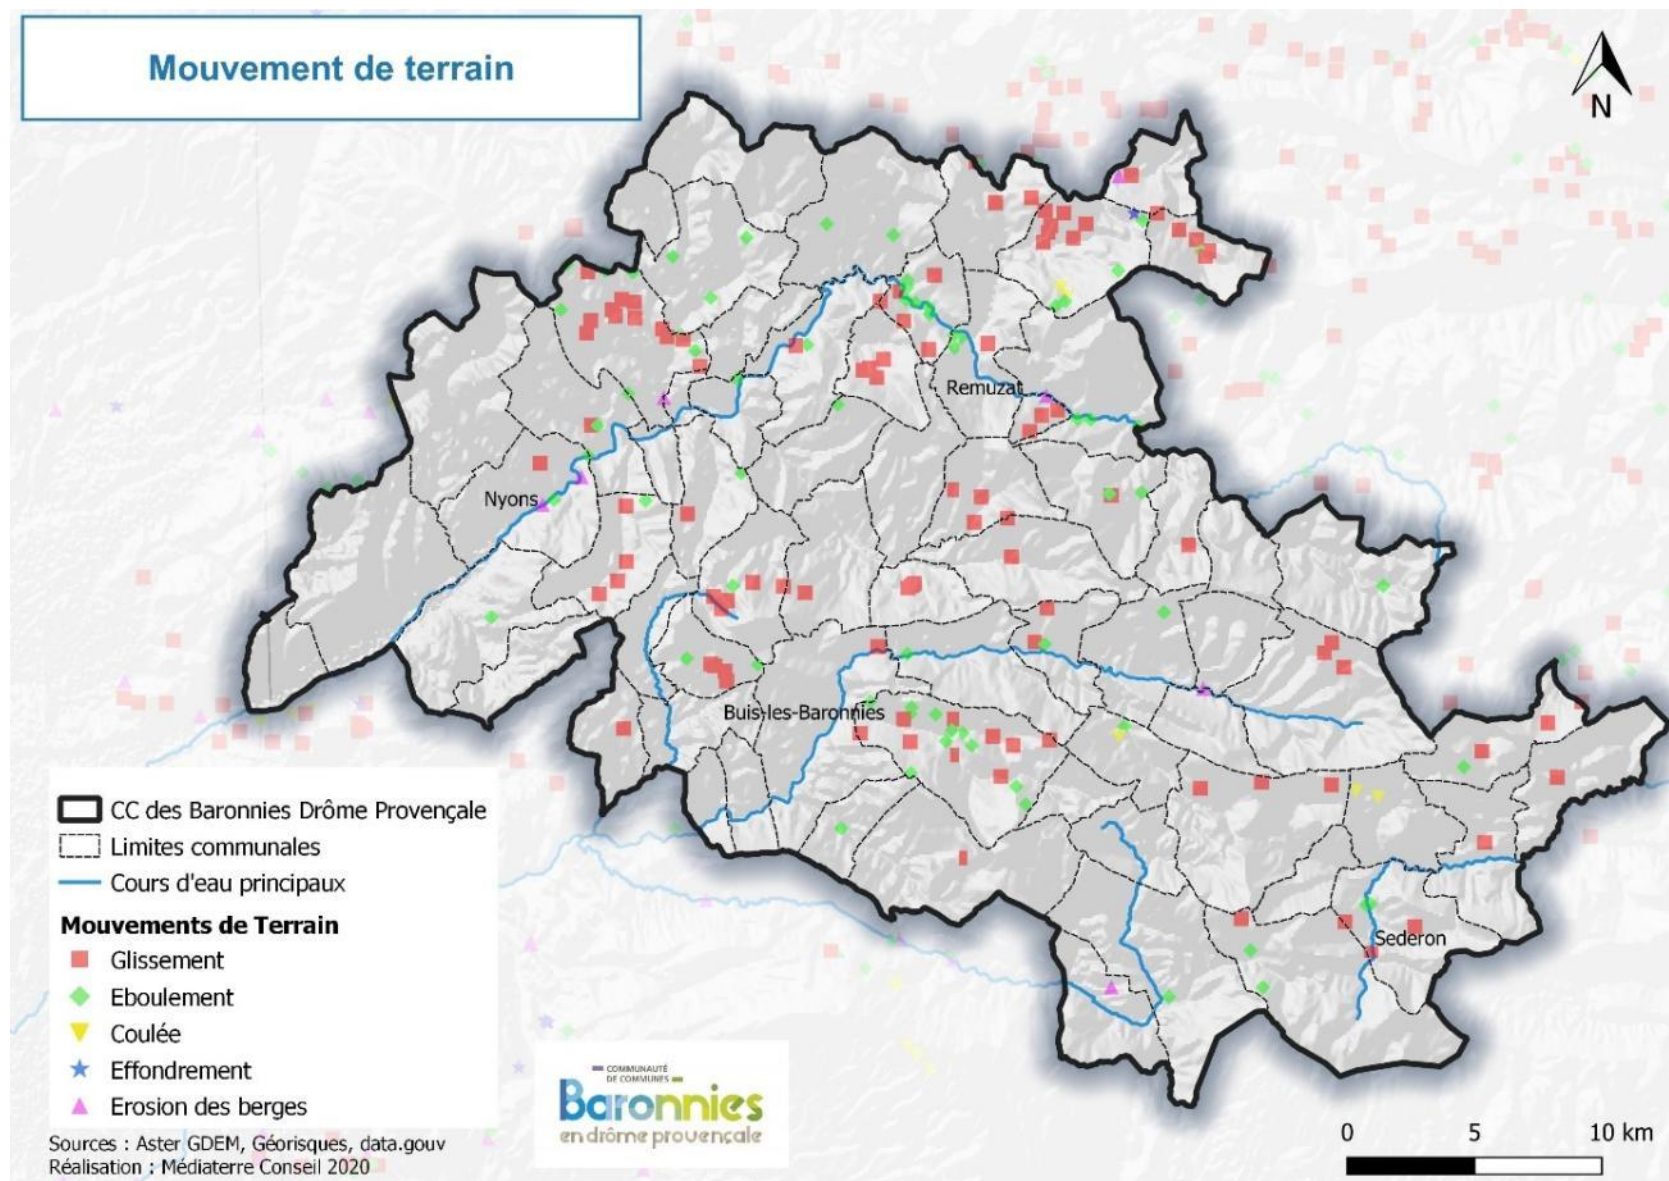 Mouvement de terrain
N
Remuzat
Nyons
Buis-les-Baronnies
Sederon
CC des Baronnies Drôme Provençale
Limites communales
Cours d'eau principaux
Mouvements de Terrain
Glissement
Eboulement
Coulée
Effondrement
Erosion des berges
Sources : Aster GDEM, Géorisques, data.gouv
Réalisation : Médiaterre Conseil 2020
COMMUNAUTÉ
DE COMMUNES
Baronnies
en drôme provençale
0 5 10 km